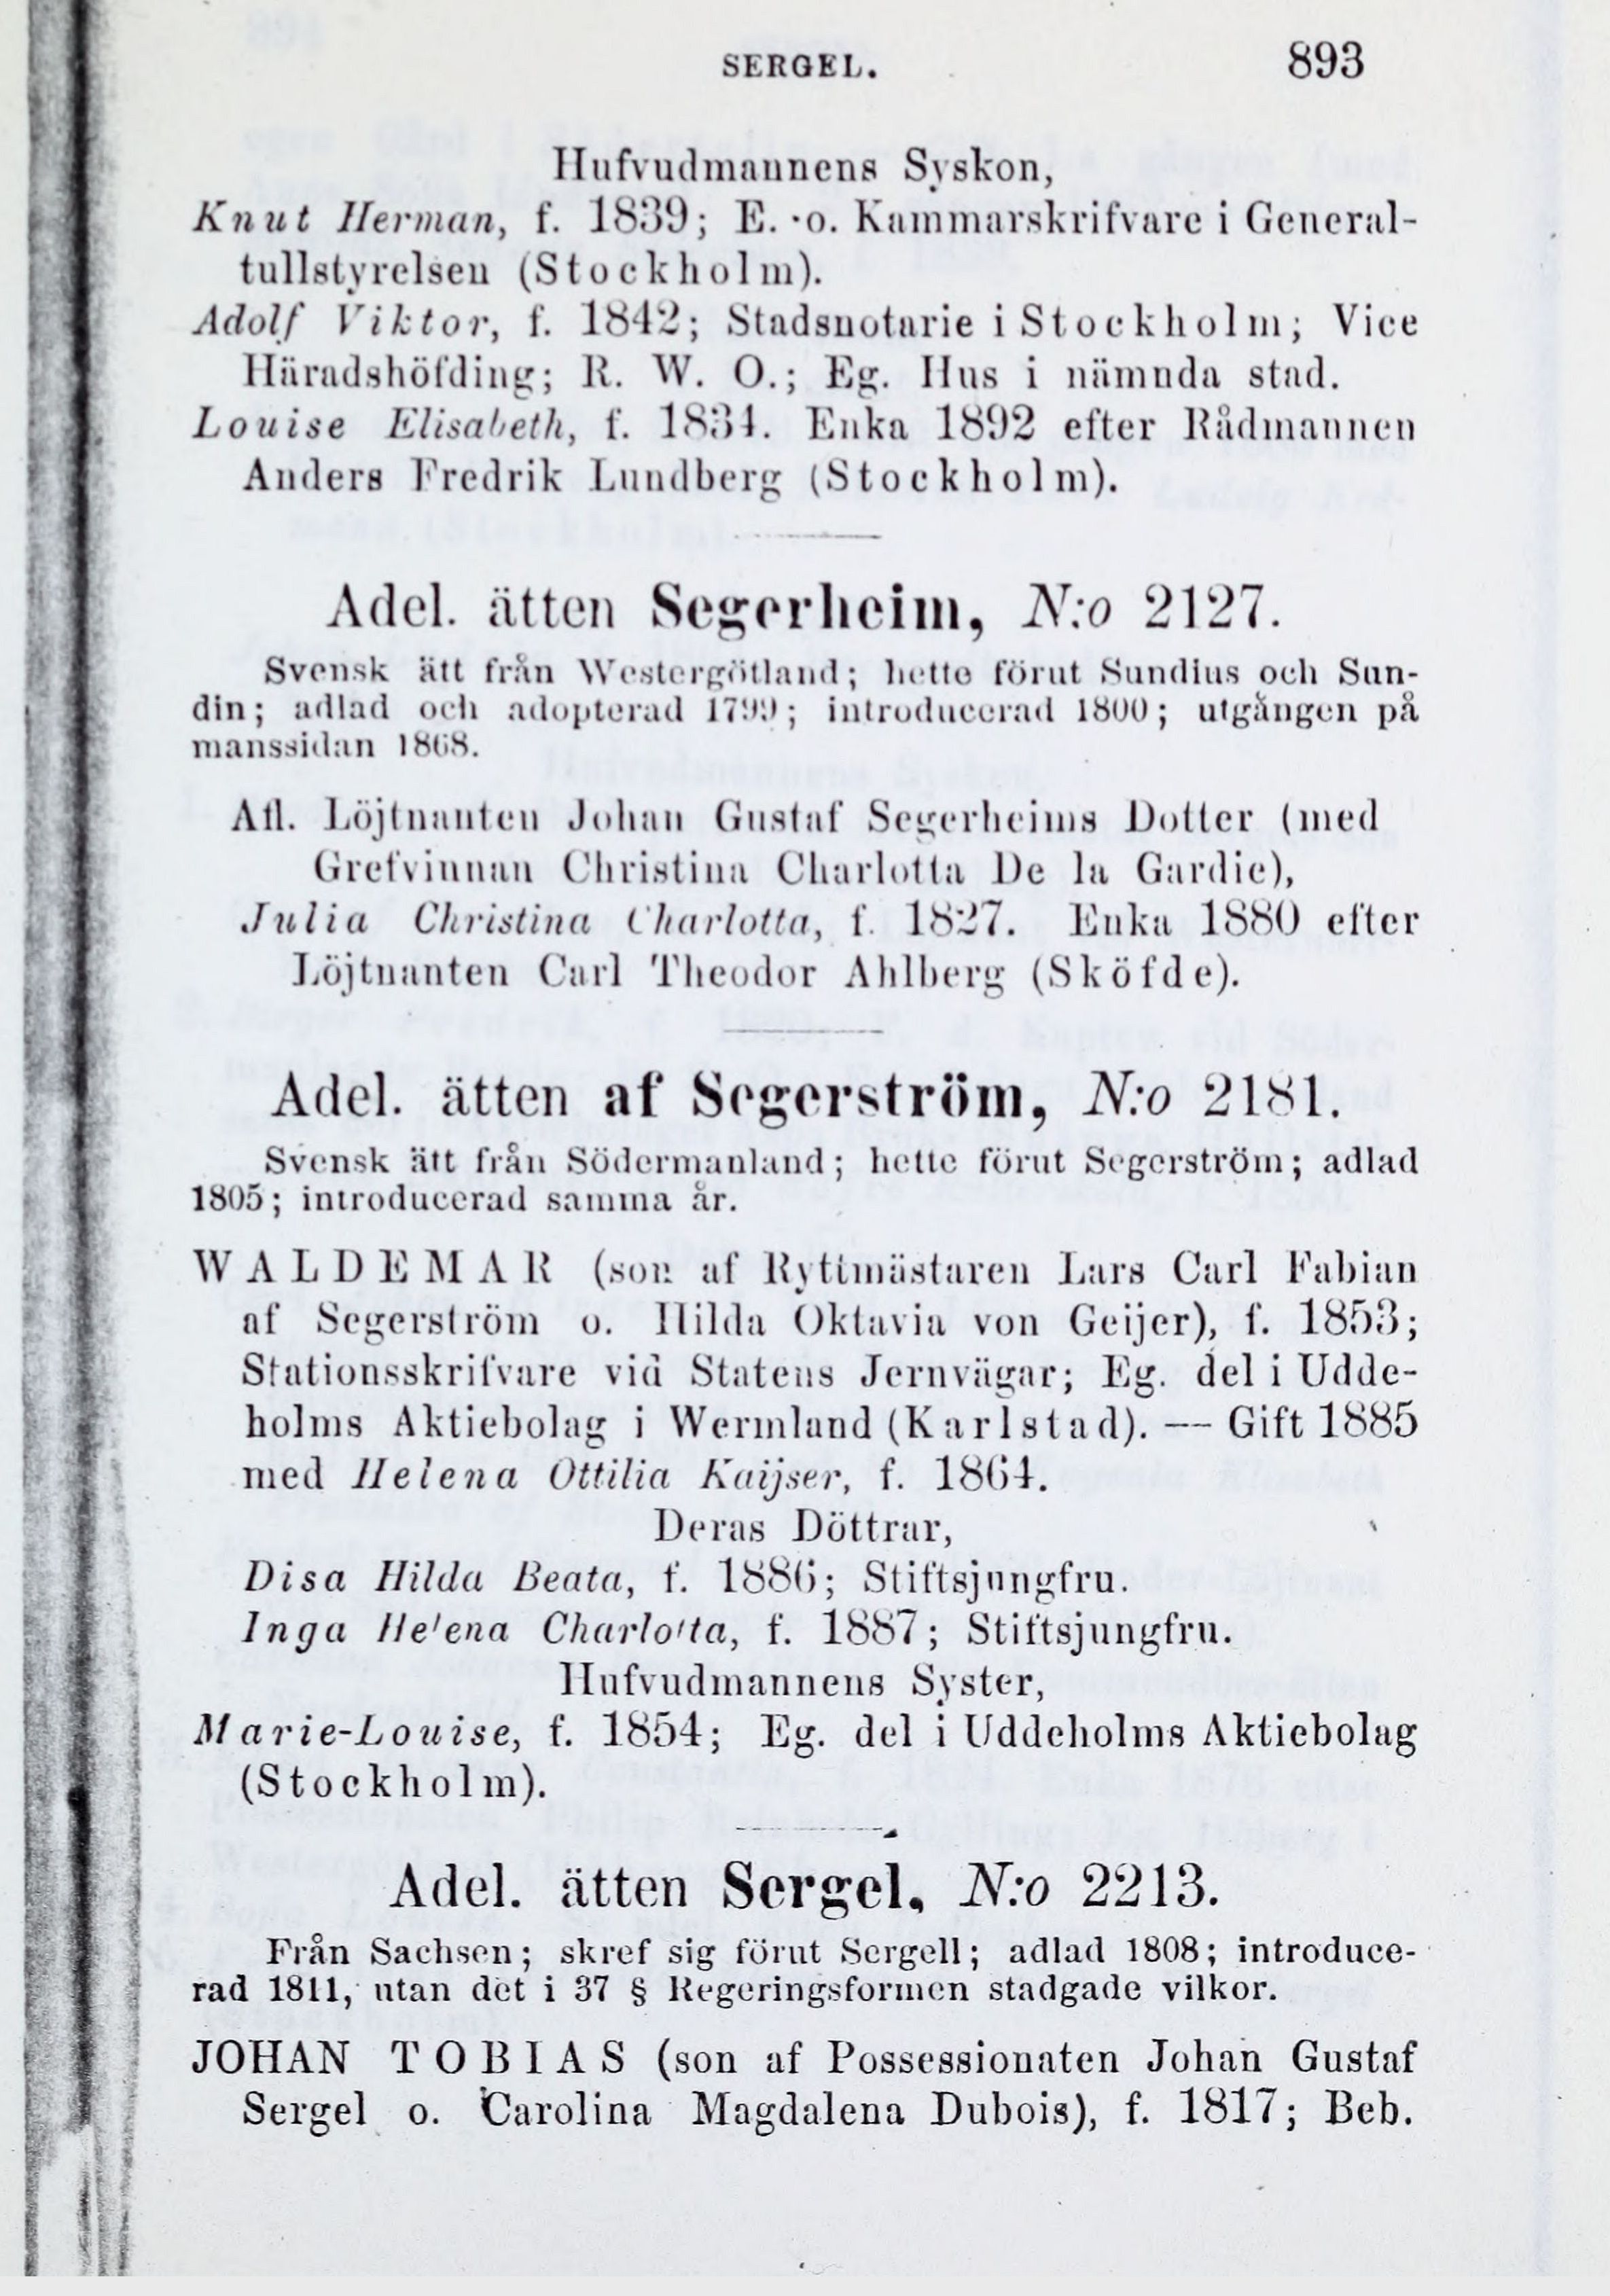 SERGEL. 893
Hufvudmannens Syskon,
Knut Herman, f. 1839; E. o. Kammarskrifvare i General-
tullstyrelsen (Stockholm).
Adolf Viktor, f. 1842; Stadsnotarie i Stockholm; Vice
Häradshöfding; R. W. O.; Eg. Hus i nämnda stad.
Louise Elisabeth, f. 1834. Enka 1892 efter Rådmannen
Anders Fredrik Lundberg (Stockholm).
Adel. ätten Segerheim, N:o 2127.
Svensk ätt från Westergötland; hette förut Sundius och Sun-
din; adlad och adopterad 1799; introducerad 1800; utgången på
manssidan 1868.
Afl. Löjtnanten Johan Gustaf Segerheims Dotter (med
Grefvinnan Christina Charlotta De la Gardie),
Julia Christina Charlotta, f. 1827. Enka 1880 efter
Löjtnanten Carl Theodor Ahlberg (Sköfde).
Adel. ätten af Segerström, N:o 2181.
Svensk ätt från Södermanland; hette förut Segerström; adlad
1805; introducerad samma år.
WALDEMAR (son af Ryttmästaren Lars Carl Fabian
af Segerström o. Hilda Oktavia von Geijer), f. 1853;
Stationsskrifvare vid Statens Jernvägar; Eg. del i Udde-
holms Aktiebolag i Wermland (Karlstad). — Gift 1885
med Helena Ottilia Kaijser, f. 1864.
Deras Döttrar,
Disa Hilda Beata, f. 1886; Stiftsjungfru.
Inga Helena Charlotta, f. 1887; Stiftsjungfru.
Hufvudmannens Syster,
Marie-Louise, f. 1854; Eg. del i Uddeholms Aktiebolag
(Stockholm).
Adel. ätten Sergel, N:o 2213.
Från Sachsen; skref sig förut Sergell; adlad 1808; introduce-
rad 1811, utan det i 37 § Regeringsformen stadgade vilkor.
JOHAN TOBIAS (son af Possessionaten Johan Gustaf
Sergel o. Carolina Magdalena Dubois), f. 1817; Beb.